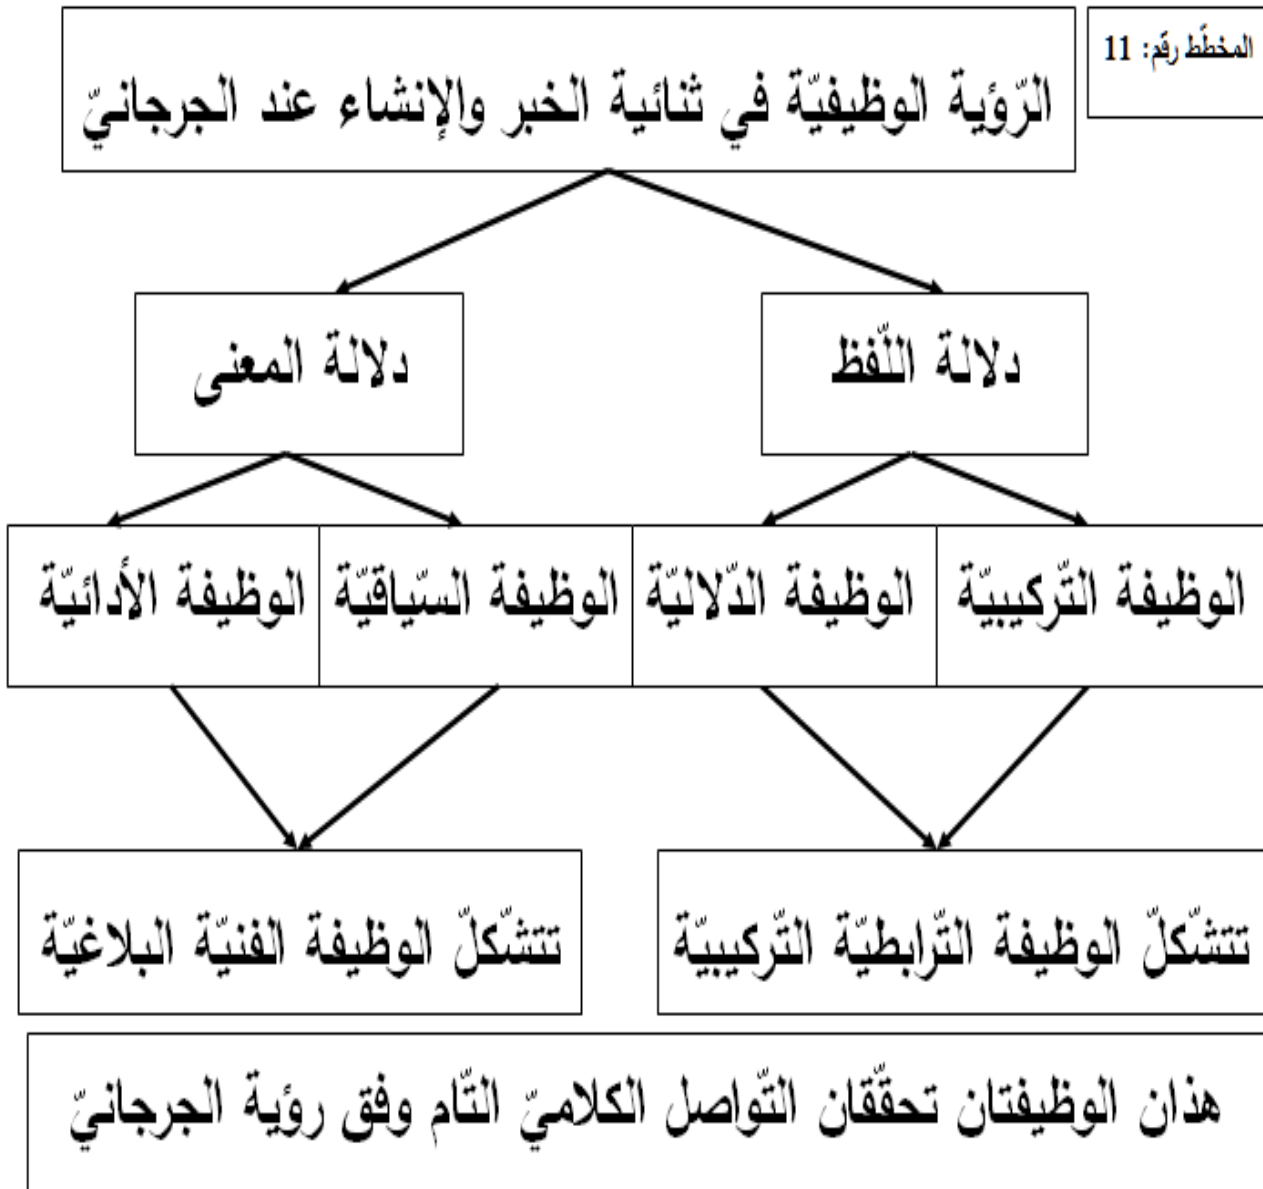 المخطّط رقم: 11
الرّؤية الوظيفيّة في ثنائية الخبر والإنشاء عند الجرجانيّ
دلالة اللّفظ
دلالة المعنى
الوظيفة التّركيبيّة
الوظيفة الدّلاليّة
الوظيفة السّياقيّة
الوظيفة الأدائيّة
تتشّكلّ الوظيفة التّرابطيّة التّركيبيّة
تتشّكلّ الوظيفة الفنيّة البلاغيّة
هذان الوظيفتان تحقّقان التّواصل الكلاميّ التّام وفق رؤية الجرجانيّ